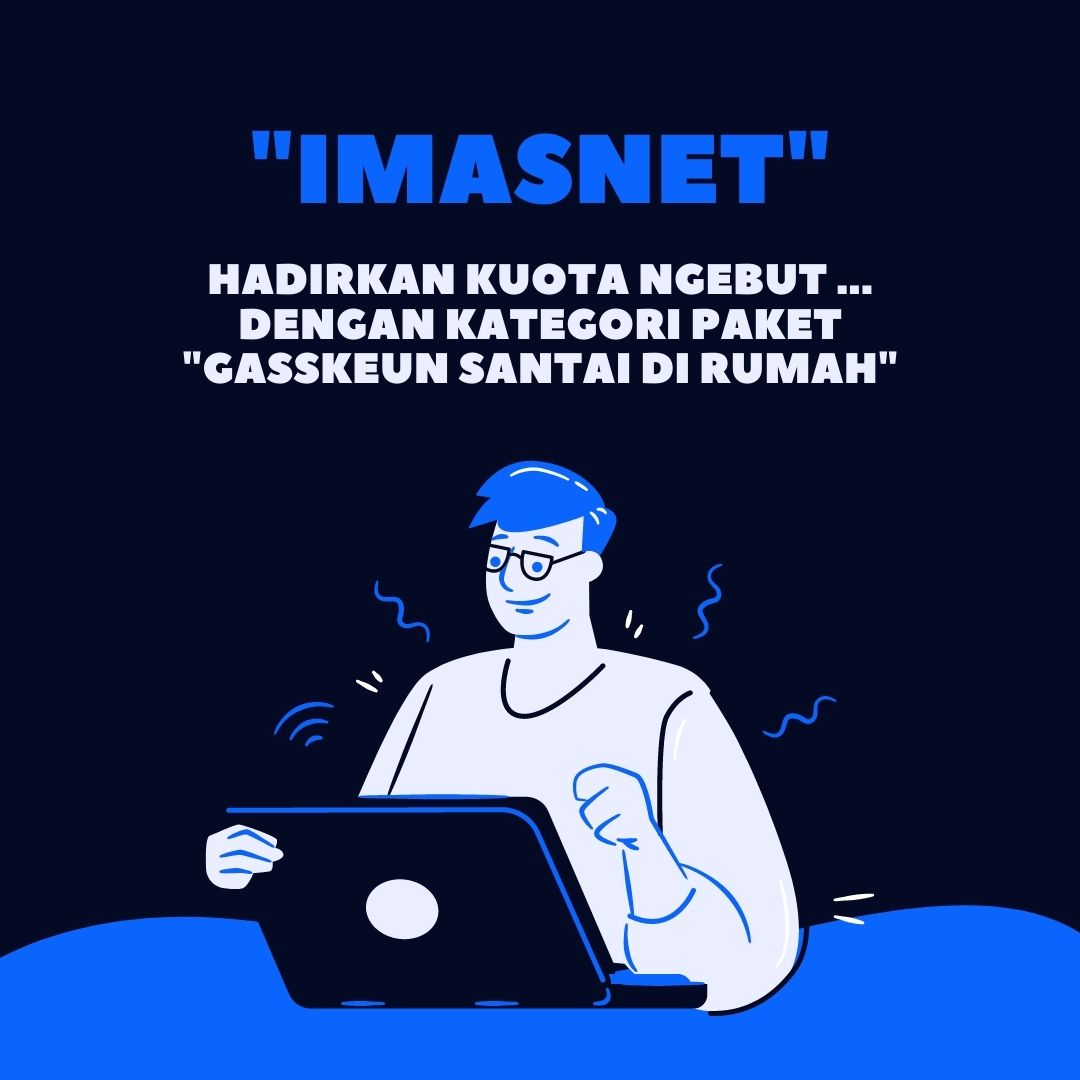 "IMASNET"
HADIRKAN KUOTA NGEBUT ...
DENGAN KATEGORI PAKET
"GASSKEUN SANTAI DI RUMAH"